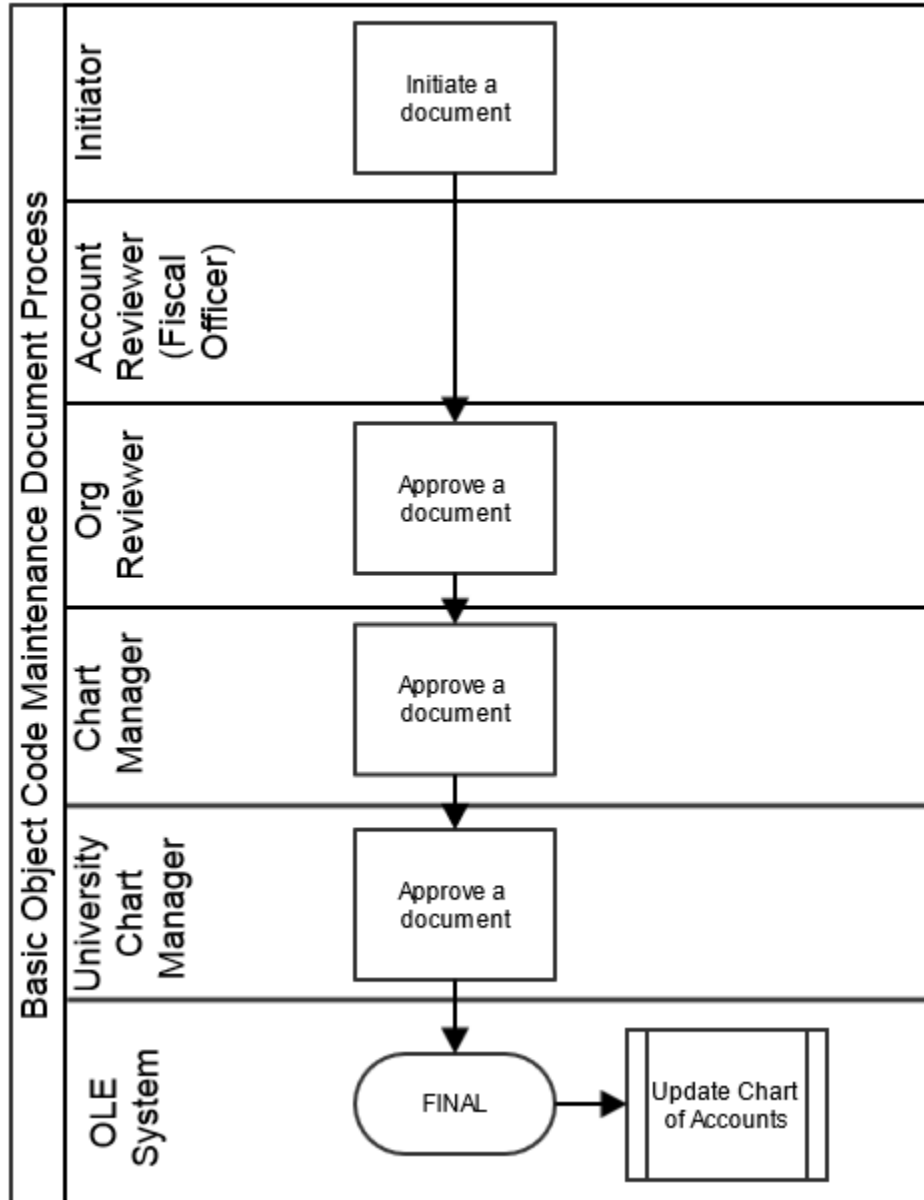 Basic Object Code Maintenance Document Process
Initiator
Initiate a
document
Account
Reviewer
(Fiscal
Officer)
Org
Reviewer
Approve a
document
Chart
Manager
Approve a
document
University
Chart
Manager
Approve a
document
OLE
System
FINAL
Update Chart
of Accounts